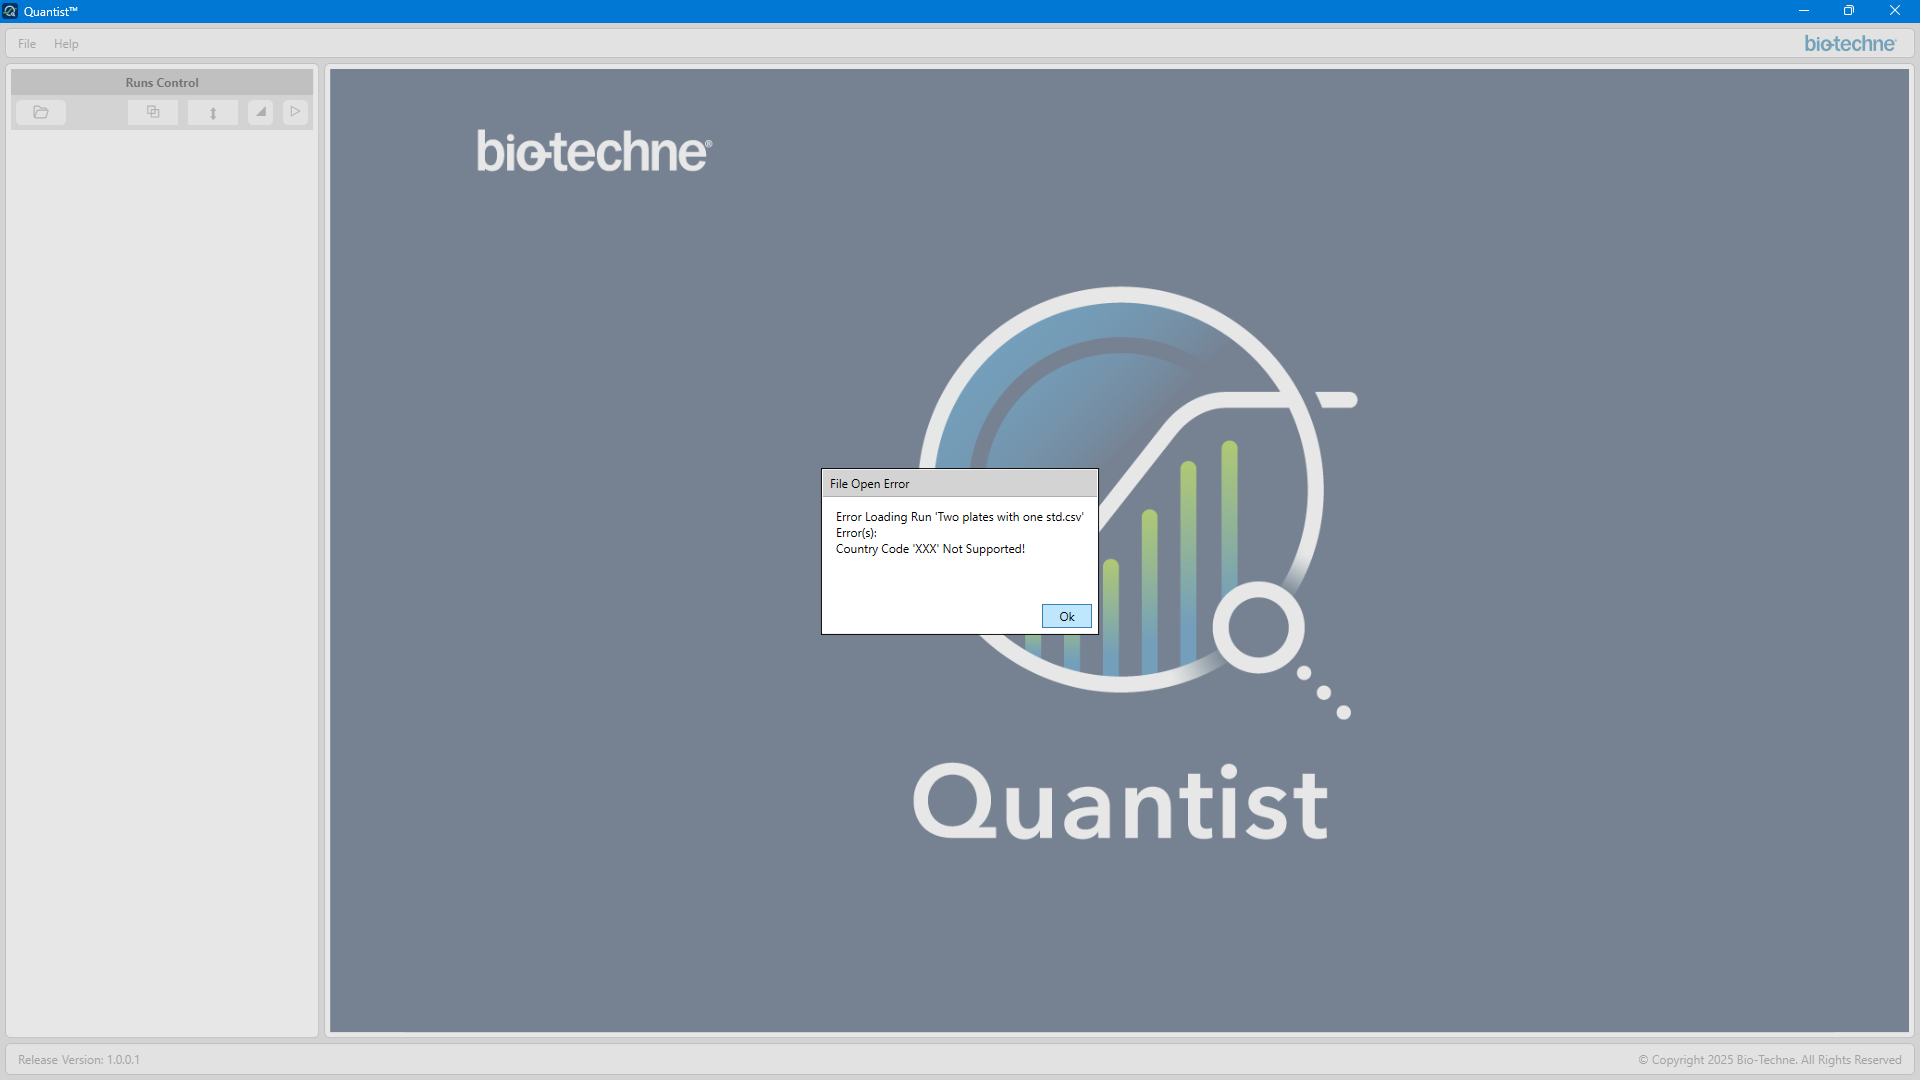 Quantist™
File Help
bio-techne®
Runs Control
bio-techne®
File Open Error
Error Loading Run 'Two plates with one std.csv'
Error(s):
Country Code 'XXX' Not Supported!
Ok
Quantist
Release Version: 1.0.0.1
© Copyright 2025 Bio-Techne. All Rights Reserved